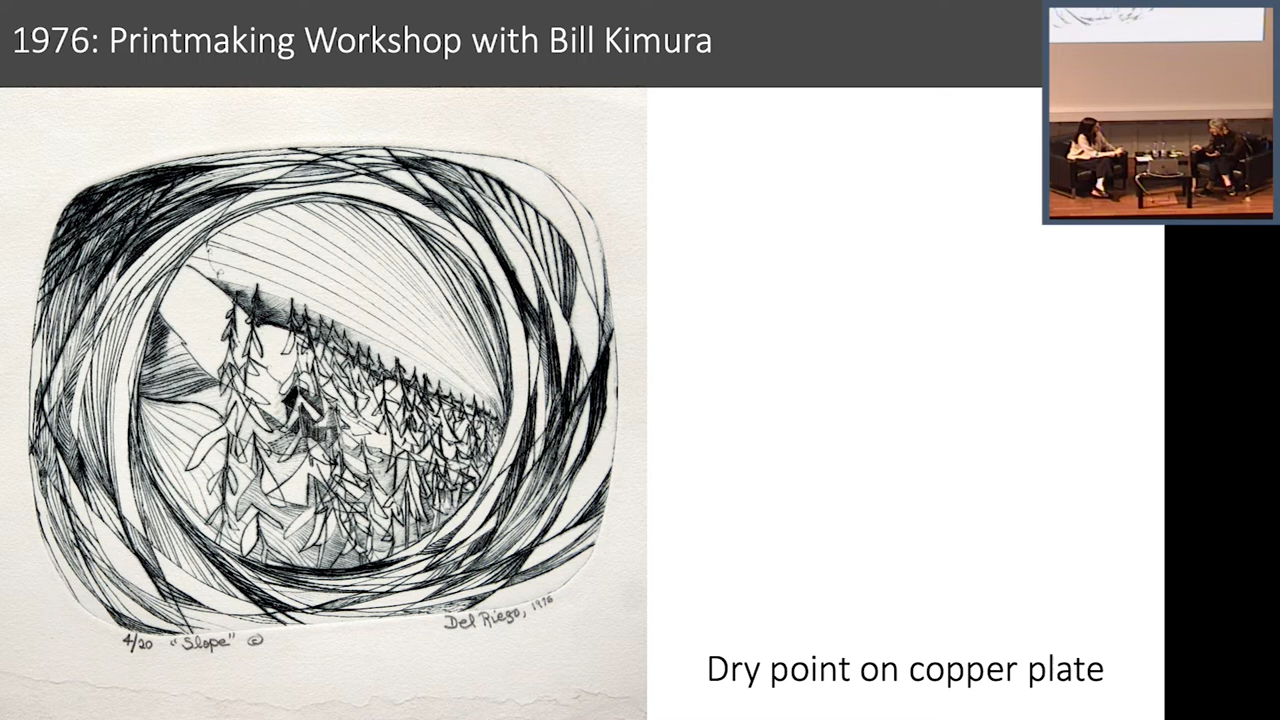 1976: Printmaking Workshop with Bill Kimura
4/20 "Slope" ©
Del Riego, 1976
Dry point on copper plate